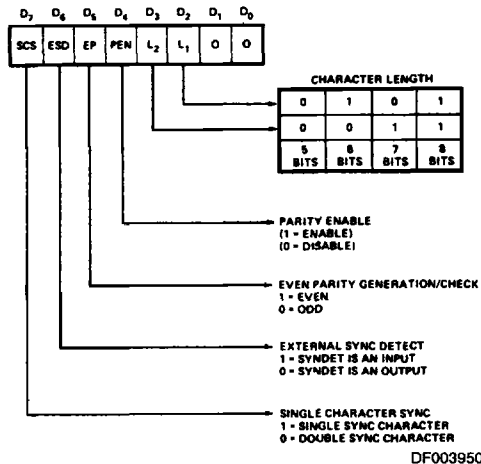 D7 D6 D5 D4 D3 D2 D1 D0
SCS ESD EP PEN L2 L1 0 0
CHARACTER LENGTH
0 1 0 1
0 0 1 1
5 6 7 8
BITS BITS BITS BITS
PARITY ENABLE
(1 = ENABLE)
(0 = DISABLE)
EVEN PARITY GENERATION/CHECK
1 = EVEN
0 = ODD
EXTERNAL SYNC DETECT
1 = SYNDET IS AN INPUT
0 = SYNDET IS AN OUTPUT
SINGLE CHARACTER SYNC
1 = SINGLE SYNC CHARACTER
0 = DOUBLE SYNC CHARACTER
DF003950